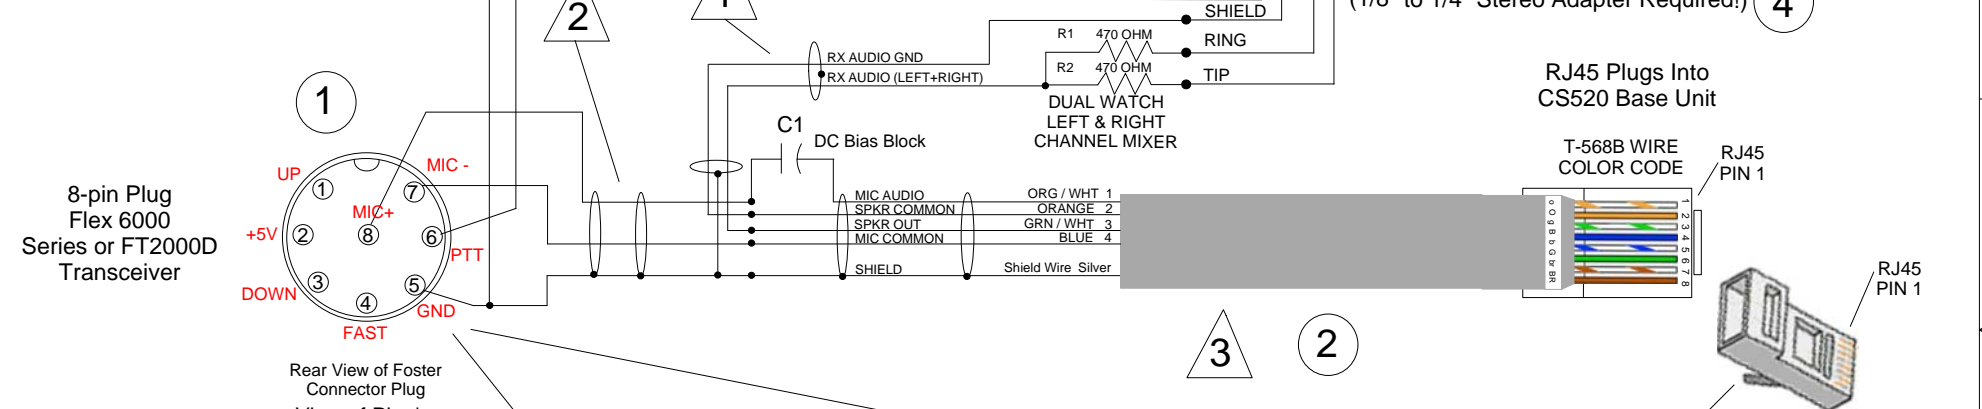 SHIELD
(1/8" to 1/4" Stereo Adapter Required!)
4
2
1
R1 470 OHM
RING
RX AUDIO GND
R2 470 OHM
TIP
RX AUDIO (LEFT+RIGHT)
DUAL WATCH
LEFT & RIGHT
CHANNEL MIXER
RJ45 Plugs Into
CS520 Base Unit
1
C1
DC Bias Block
T-568B WIRE
COLOR CODE
RJ45
PIN 1
8-pin Plug
Flex 6000
Series or FT2000D
Transceiver
UP
MIC -
1
7
MIC+
+5V
2
8
6
PTT
DOWN
3
5
4
GND
FAST
MIC AUDIO
ORG / WHT 1
SPKR COMMON
ORANGE 2
SPKR OUT
GRN / WHT 3
MIC COMMON
BLUE 4
SHIELD
Shield Wire Silver
o O g B b G br BR
1 2 3 4 5 6 7 8
RJ45
PIN 1
3
2
Rear View of Foster
Connector Plug